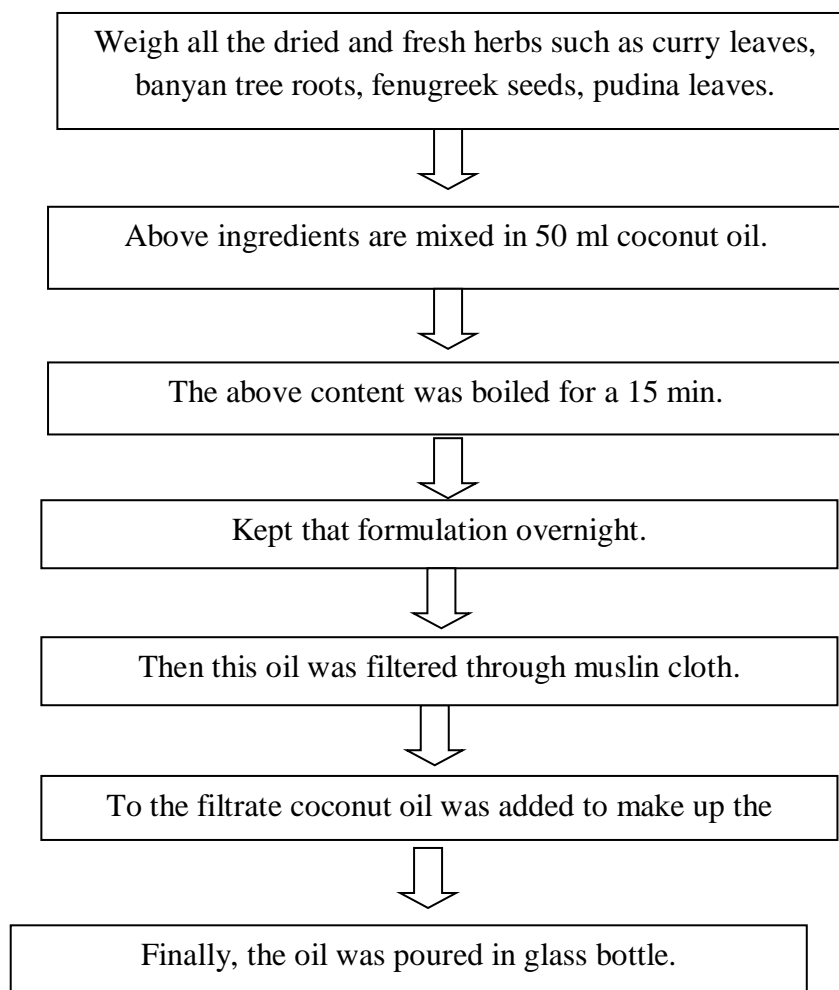 Weigh all the dried and fresh herbs such as curry leaves,
banyan tree roots, fenugreek seeds, pudina leaves.
Above ingredients are mixed in 50 ml coconut oil.
The above content was boiled for a 15 min.
Kept that formulation overnight.
Then this oil was filtered through muslin cloth.
To the filtrate coconut oil was added to make up the
Finally, the oil was poured in glass bottle.